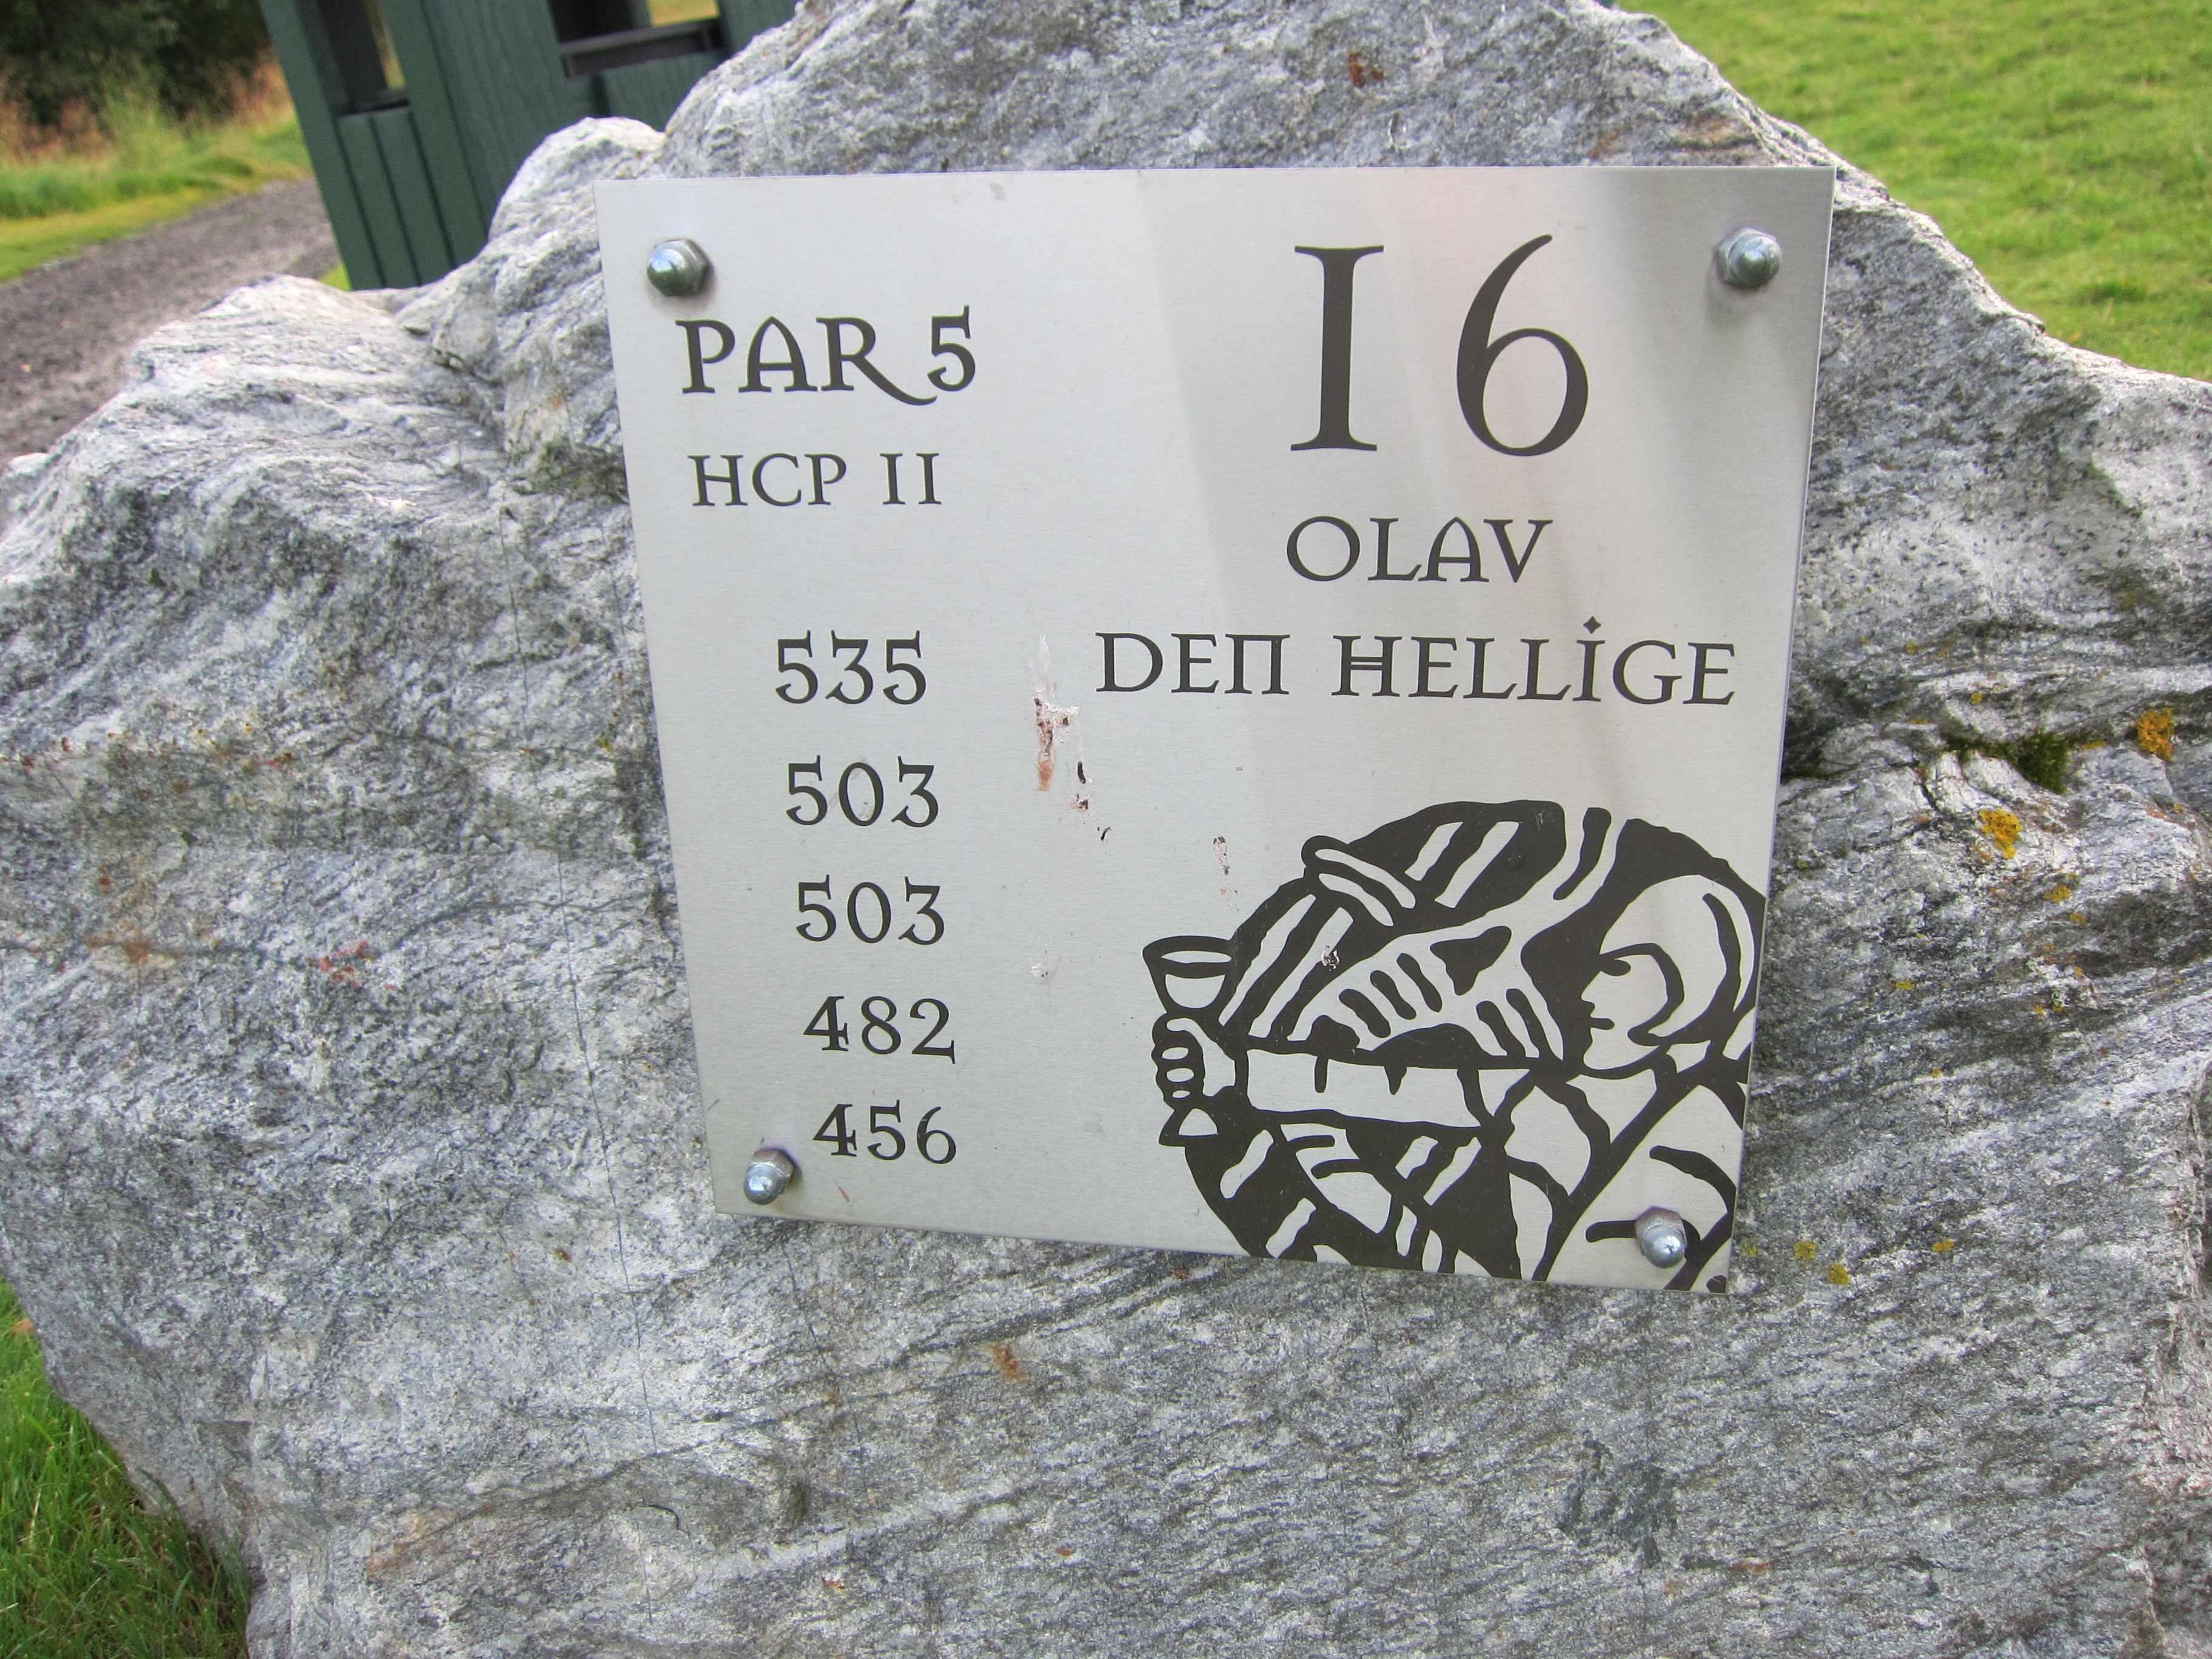 PAR 5
HCP 11
535
503
503
482
456
16
OLAV
DEN HELLIGE